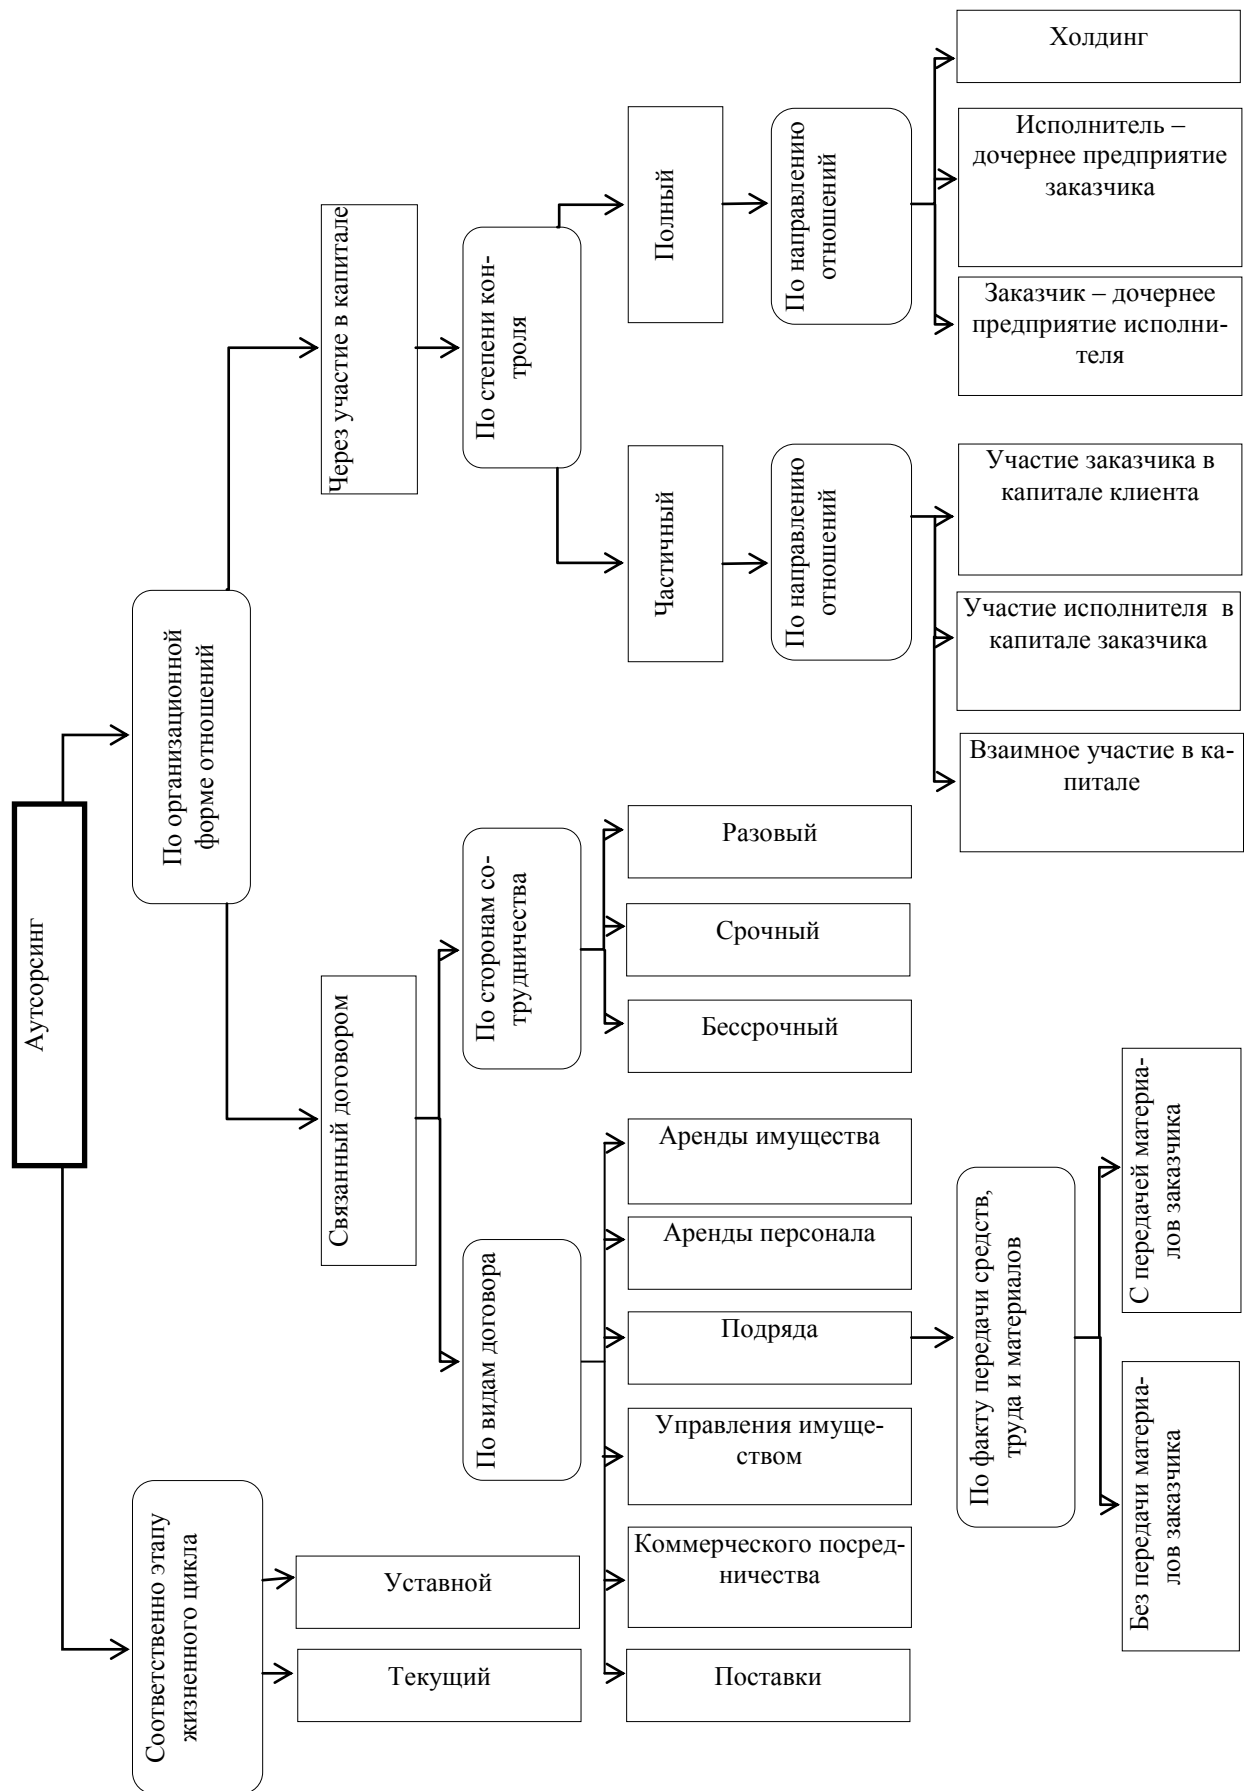 Аутсорсинг
Соответственно этапу
жизненного цикла
По организационной
форме отношений
Уставной
Текущий
Связанный договором
Через участие в капитале
По видам договора
По сторонам со-
трудничества
По степени кон-
троля
Поставки
Коммерческого посред-
ничества
Управления имуще-
ством
Подряда
Аренды персонала
Аренды имущества
Бессрочный
Срочный
Разовый
Частичный
Полный
По направлению
отношений
По направлению
отношений
По факту передачи средств,
труда и материалов
Взаимное участие в ка-
питале
Участие исполнителя в
капитале заказчика
Участие заказчика в
капитале клиента
Заказчик – дочернее
предприятие исполни-
теля
Исполнитель –
дочернее предприятие
заказчика
Холдинг
Без передачи материа-
лов заказчика
С передачей материа-
лов заказчика